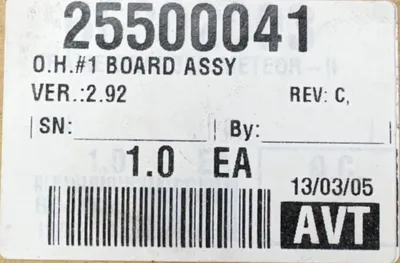 25500041
O.H.#1 BOARD ASSY
VER.:2.92 REV: C,
SN: By:
1.0 EA
13/03/05
AVT